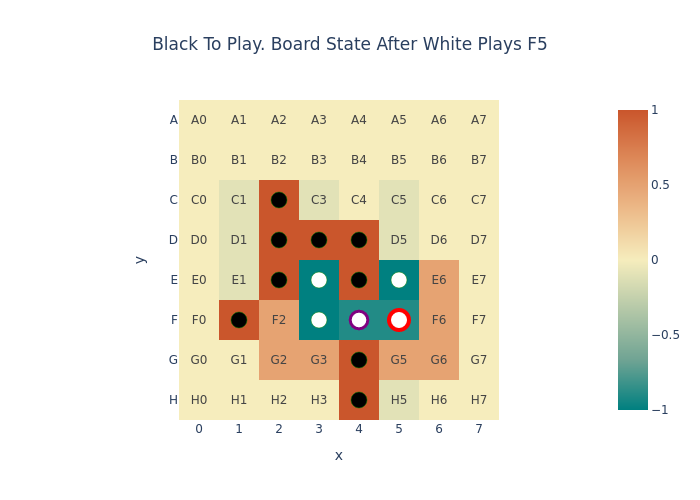 Black To Play. Board State After White Plays F5
A A0 A1 A2 A3 A4 A5 A6 A7
B B0 B1 B2 B3 B4 B5 B6 B7
C C0 C1 C3 C4 C5 C6 C7
D D0 D1 D5 D6 D7
E E0 E1 E6 E7
F F0 F2 F6 F7
G G0 G1 G2 G3 G5 G6 G7
H H0 H1 H2 H3 H5 H6 H7
0 1 2 3 4 5 6 7
x
y
1
0.5
0
−0.5
−1